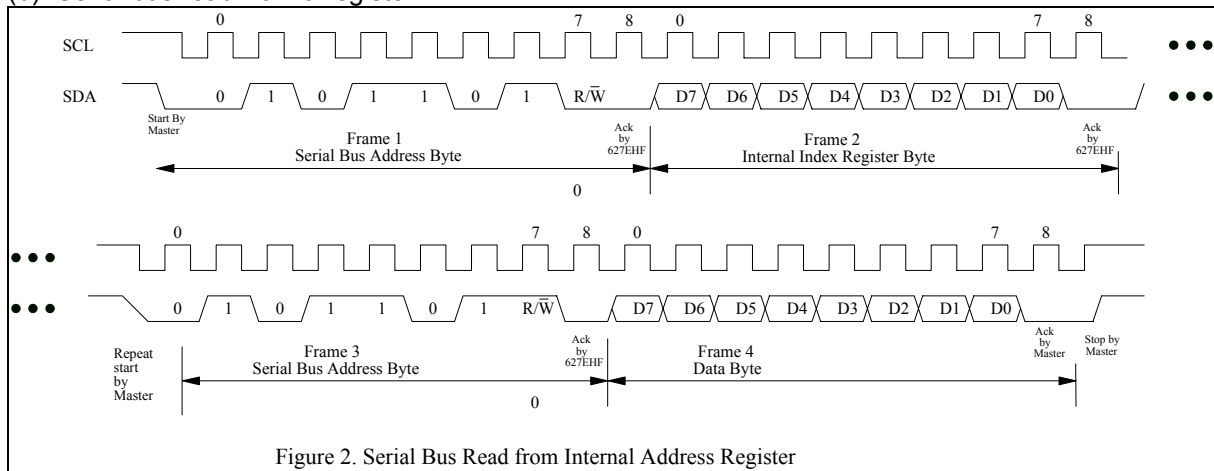 0 7 8 0 7 8
SCL
SDA
0 1 0 1 1 0 1 R/W̅ D7 D6 D5 D4 D3 D2 D1 D0
Start By
Master
Frame 1
Serial Bus Address Byte
Ack
by
627EHF
Frame 2
Internal Index Register Byte
Ack
by
627EHF
0
0 7 8 0 7 8
0 1 0 1 1 0 1 R/W̅ D7 D6 D5 D4 D3 D2 D1 D0
Repeat
start
by
Master
Frame 3
Serial Bus Address Byte
Ack
by
627EHF
Frame 4
Data Byte
Ack
by
Master
Stop by
Master
0
Figure 2. Serial Bus Read from Internal Address Register